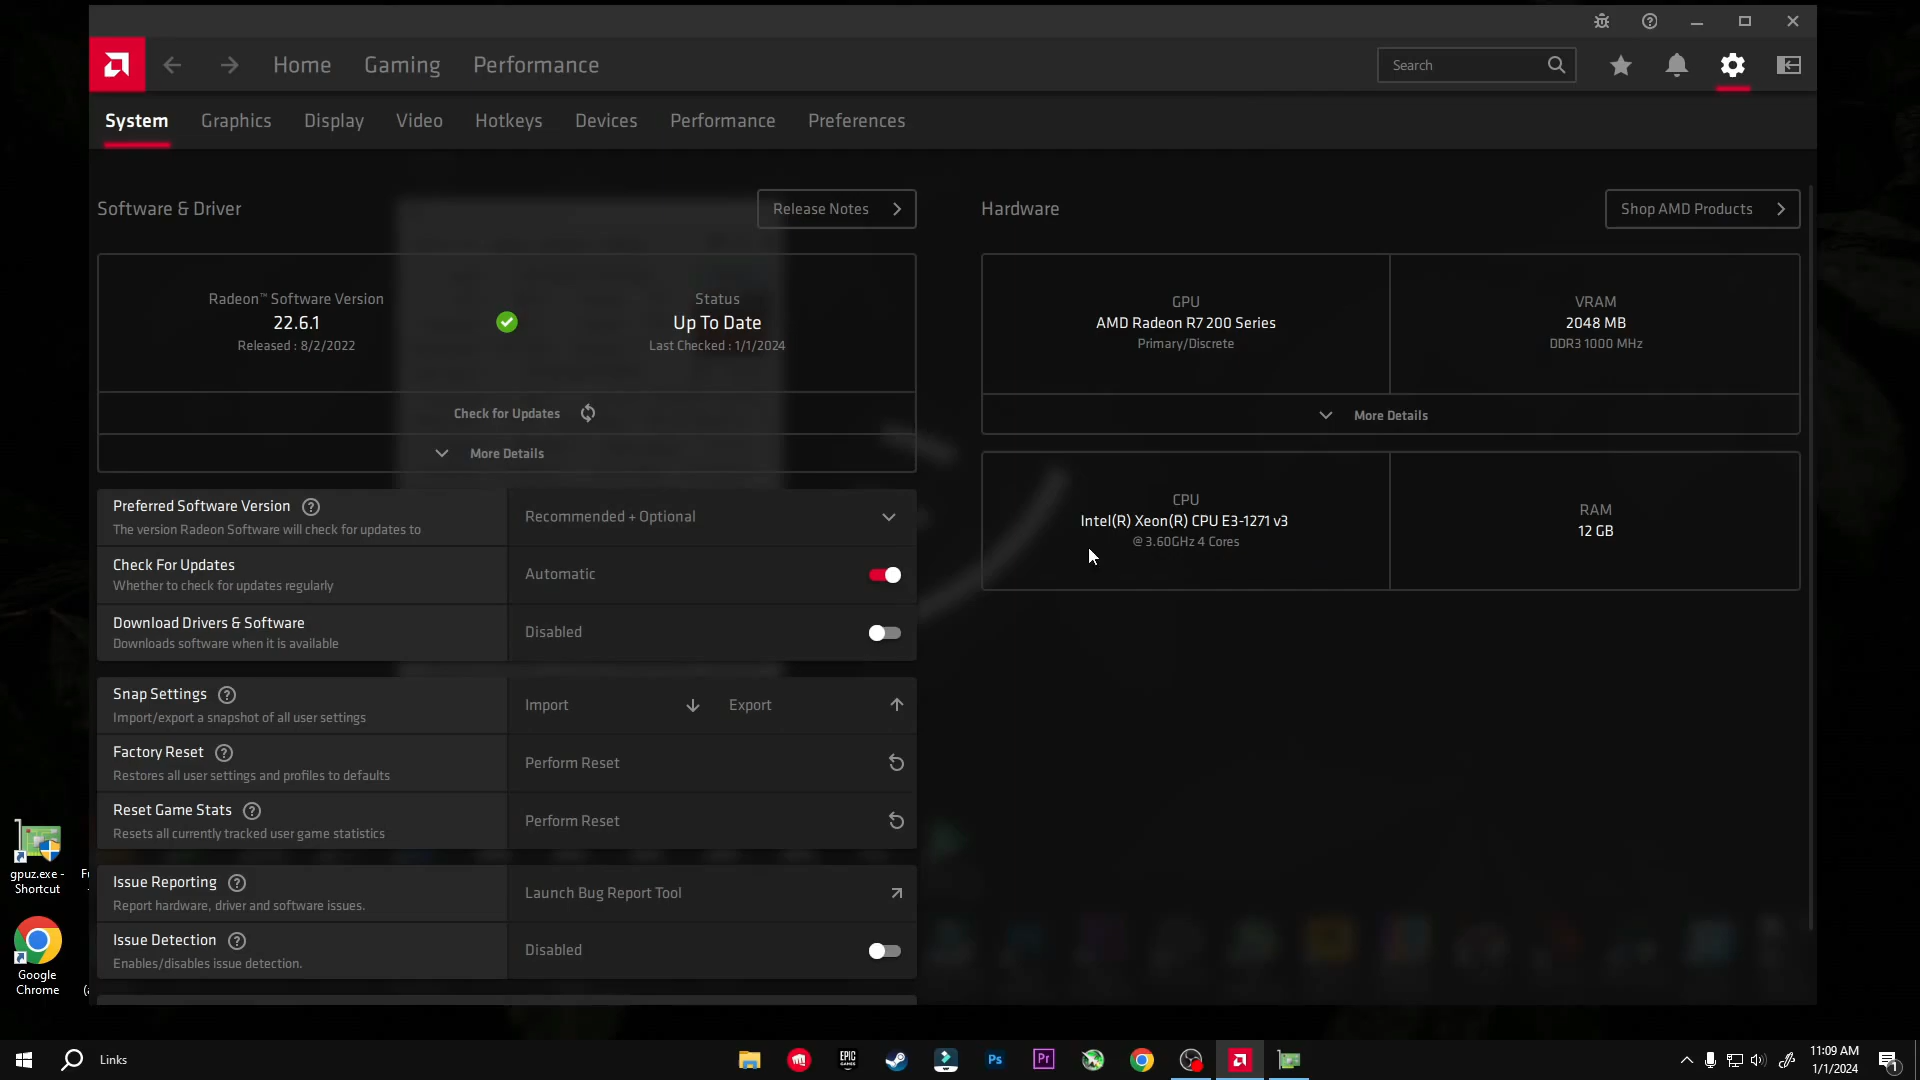 Home
Gaming
Performance
Search
System
Graphics
Display
Video
Hotkeys
Devices
Performance
Preferences
Software & Driver
Release Notes
Radeon™ Software Version
22.6.1
Released : 8/2/2022
Status
Up To Date
Last Checked : 1/1/2024
Check for Updates
More Details
Preferred Software Version
The version Radeon Software will check for updates to
Recommended + Optional
Check For Updates
Whether to check for updates regularly
Automatic
Download Drivers & Software
Downloads software when it is available
Disabled
Snap Settings
Import/export a snapshot of all user settings
Import
Export
Factory Reset
Restores all user settings and profiles to defaults
Perform Reset
Reset Game Stats
Resets all currently tracked user game statistics
Perform Reset
Issue Reporting
Report hardware, driver and software issues.
Launch Bug Report Tool
Issue Detection
Enables/disables issue detection.
Disabled
Hardware
Shop AMD Products
GPU
AMD Radeon R7 200 Series
Primary/Discrete
VRAM
2048 MB
DDR3 1000 MHz
More Details
CPU
Intel(R) Xeon(R) CPU E3-1271 v3
@ 3.60GHz 4 Cores
RAM
12 GB
gpuz.exe -
Shortcut
Google
Chrome
Links
EPIC
GAMES
Ps
Pr
11:09 AM
1/1/2024
1